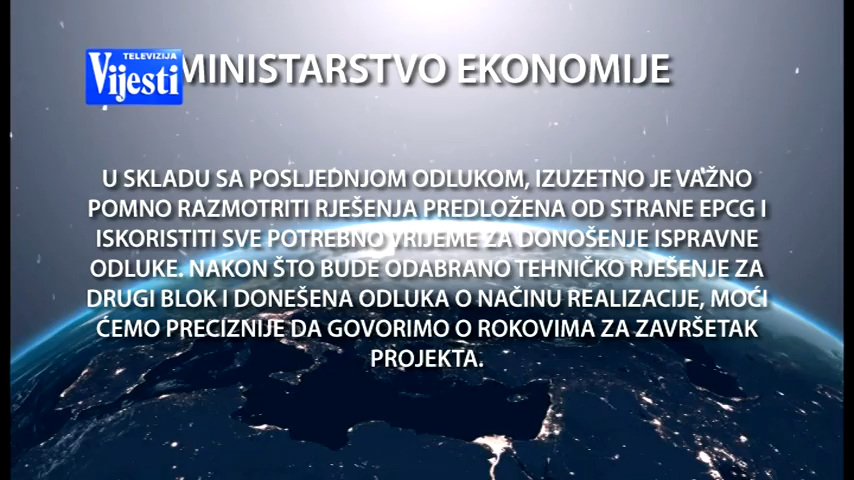 TELEVIZIJA
Vijesti
MINISTARSTVO EKONOMIJE
U SKLADU SA POSLJEDNJOM ODLUKOM, IZUZETNO JE VAŽNO
POMNO RAZMOTRITI RJEŠENJA PREDLOŽENA OD STRANE EPCG I
ISKORISTITI SVE POTREBNO VRIJEME ZA DONOŠENJE ISPRAVNE
ODLUKE. NAKON ŠTO BUDE ODABRANO TEHNIČKO RJEŠENJE ZA
DRUGI BLOK I DONEŠENA ODLUKA O NAČINU REALIZACIJE, MOĆI
ĆEMO PRECIZNIJE DA GOVORIMO O ROKOVIMA ZA ZAVRŠETAK
PROJEKTA.